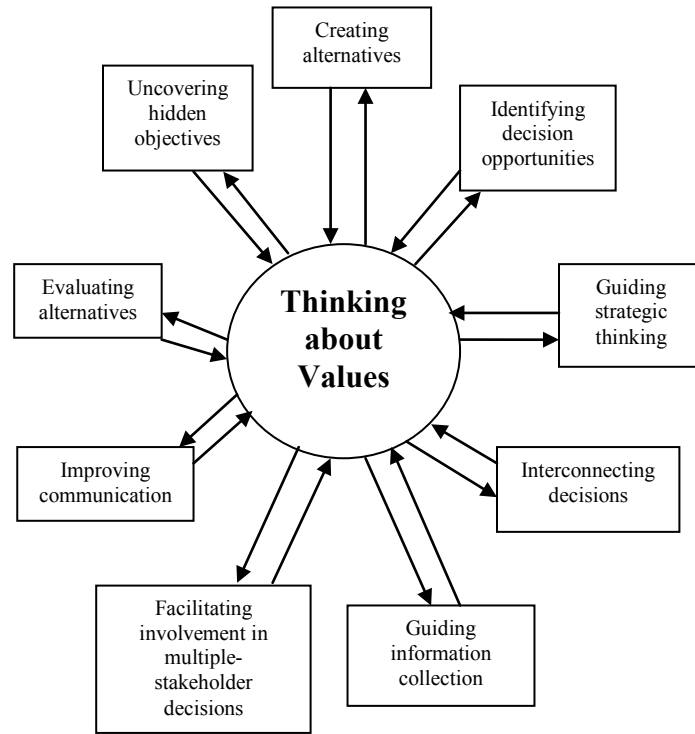 Creating
alternatives
Uncovering
hidden
objectives
Identifying
decision
opportunities
Evaluating
alternatives
Thinking
about
Values
Guiding
strategic
thinking
Improving
communication
Interconnecting
decisions
Facilitating
involvement in
multiple-
stakeholder
decisions
Guiding
information
collection